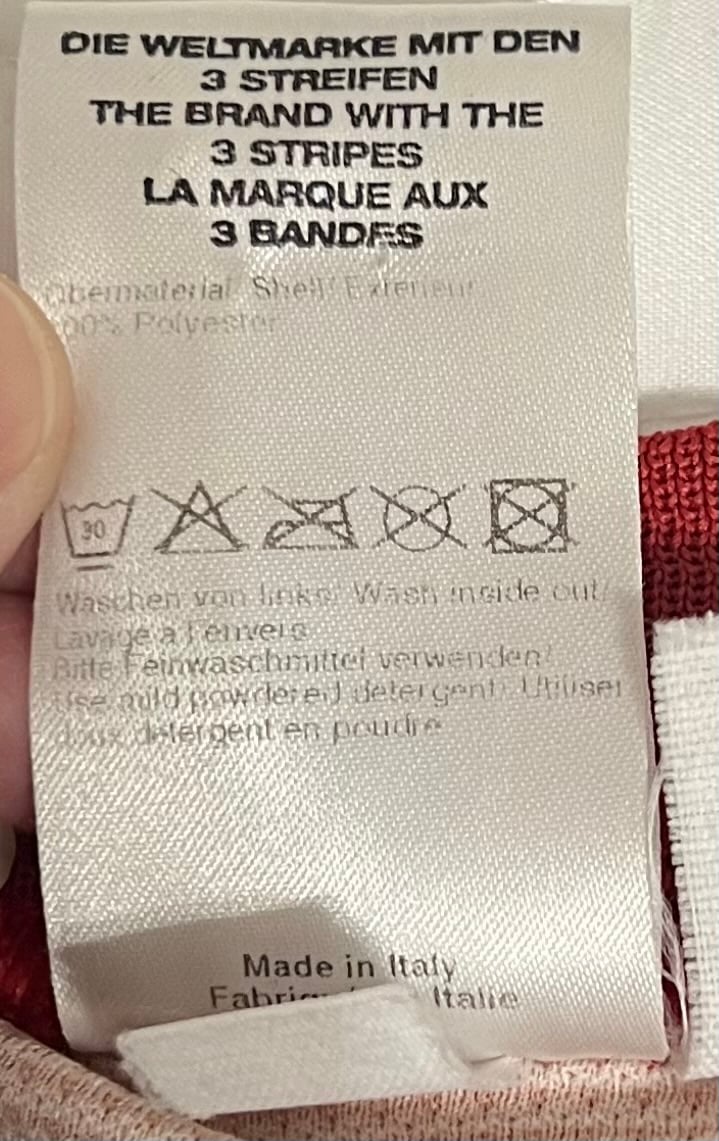 DIE WELTMARKE MIT DEN
3 STREIFEN
THE BRAND WITH THE
3 STRIPES
LA MARQUE AUX
3 BANDES
Obermaterial/ Shell/ Exterieur
100% Polyester
30
Waschen von links/ Wash inside out/
Lavage a l'envers
Bitte Feinwaschmittel verwenden/
Use mild powdered detergent/ Utiliser
doux detergent en poudre
Made in Italy
Italie